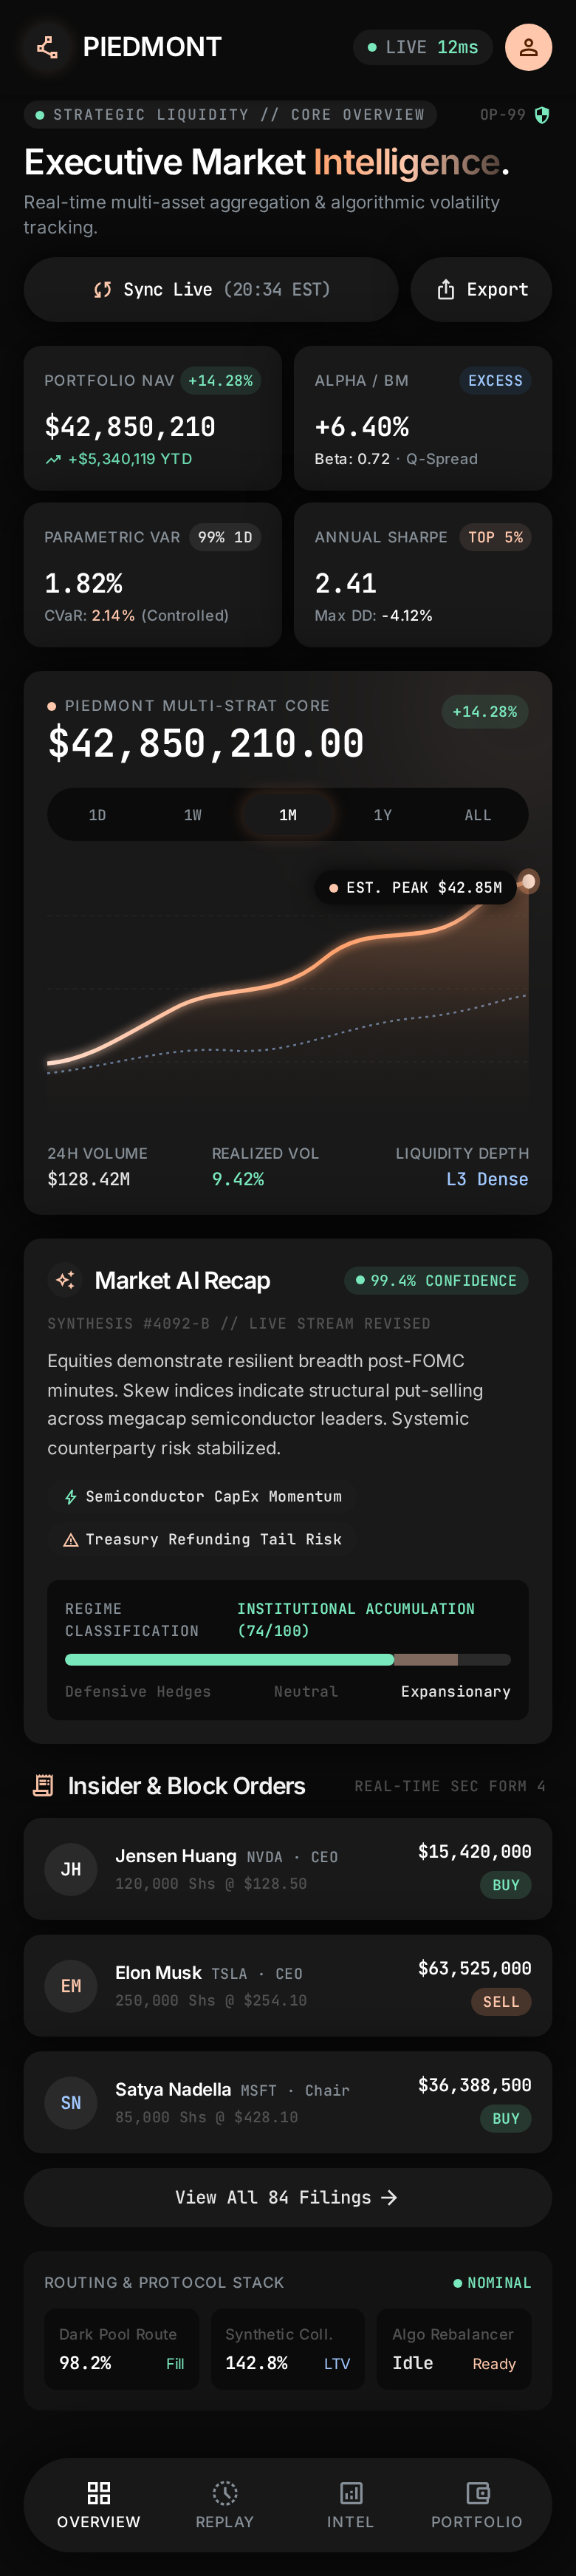 PIEDMONT
LIVE 12ms
STRATEGIC LIQUIDITY // CORE OVERVIEW
OP-99
Executive Market Intelligence.
Real-time multi-asset aggregation & algorithmic volatility
tracking.
Sync Live (20:34 EST)
Export
PORTFOLIO NAV +14.28%
$42,850,210
+$5,340,119 YTD
ALPHA / BM EXCESS
+6.40%
Beta: 0.72 · Q-Spread
PARAMETRIC VAR 99% 1D
1.82%
CVaR: 2.14% (Controlled)
ANNUAL SHARPE TOP 5%
2.41
Max DD: -4.12%
PIEDMONT MULTI-STRAT CORE
$42,850,210.00
+14.28%
1D 1W 1M 1Y ALL
EST. PEAK $42.85M
24H VOLUME
$128.42M
REALIZED VOL
9.42%
LIQUIDITY DEPTH
L3 Dense
Market AI Recap
99.4% CONFIDENCE
SYNTHESIS #4092-B // LIVE STREAM REVISED
Equities demonstrate resilient breadth post-FOMC
minutes. Skew indices indicate structural put-selling
across megacap semiconductor leaders. Systemic
counterparty risk stabilized.
Semiconductor CapEx Momentum
Treasury Refunding Tail Risk
REGIME
CLASSIFICATION
INSTITUTIONAL ACCUMULATION
(74/100)
Defensive Hedges Neutral Expansionary
Insider & Block Orders
REAL-TIME SEC FORM 4
JH
Jensen Huang NVDA · CEO
120,000 Shs @ $128.50
$15,420,000
BUY
EM
Elon Musk TSLA · CEO
250,000 Shs @ $254.10
$63,525,000
SELL
SN
Satya Nadella MSFT · Chair
85,000 Shs @ $428.10
$36,388,500
BUY
View All 84 Filings
ROUTING & PROTOCOL STACK
NOMINAL
Dark Pool Route
98.2% Fill
Synthetic Coll.
142.8% LTV
Algo Rebalancer
Idle Ready
OVERVIEW REPLAY INTEL PORTFOLIO